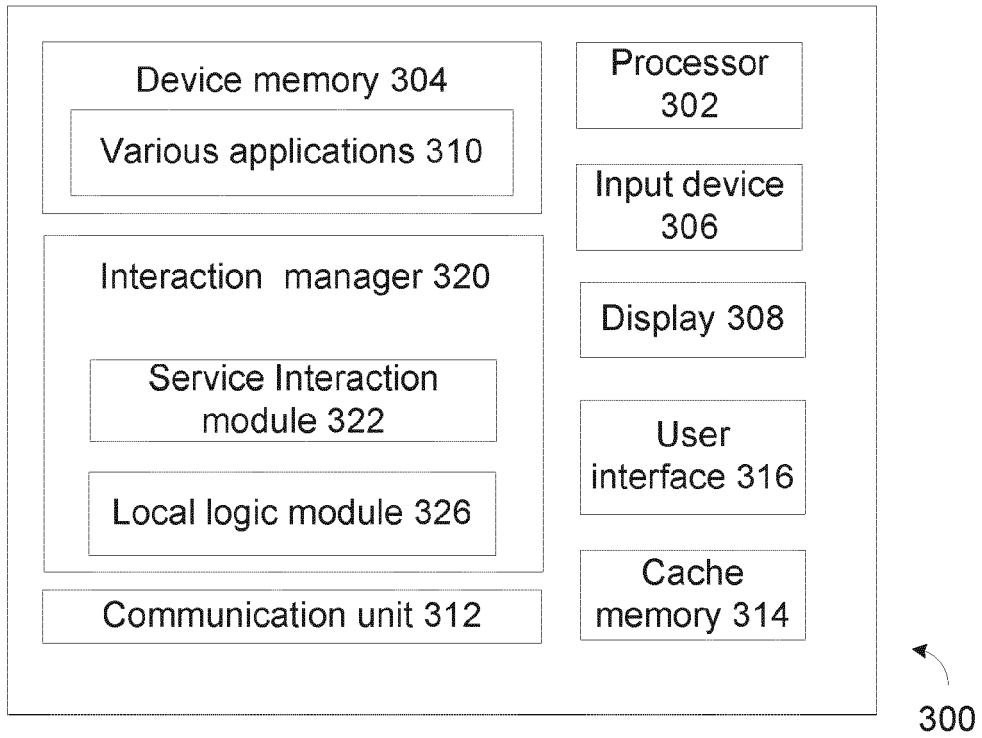 Device memory 304
Various applications 310
Interaction manager 320
Service Interaction
module 322
Local logic module 326
Communication unit 312
Processor
302
Input device
306
Display 308
User
interface 316
Cache
memory 314
300